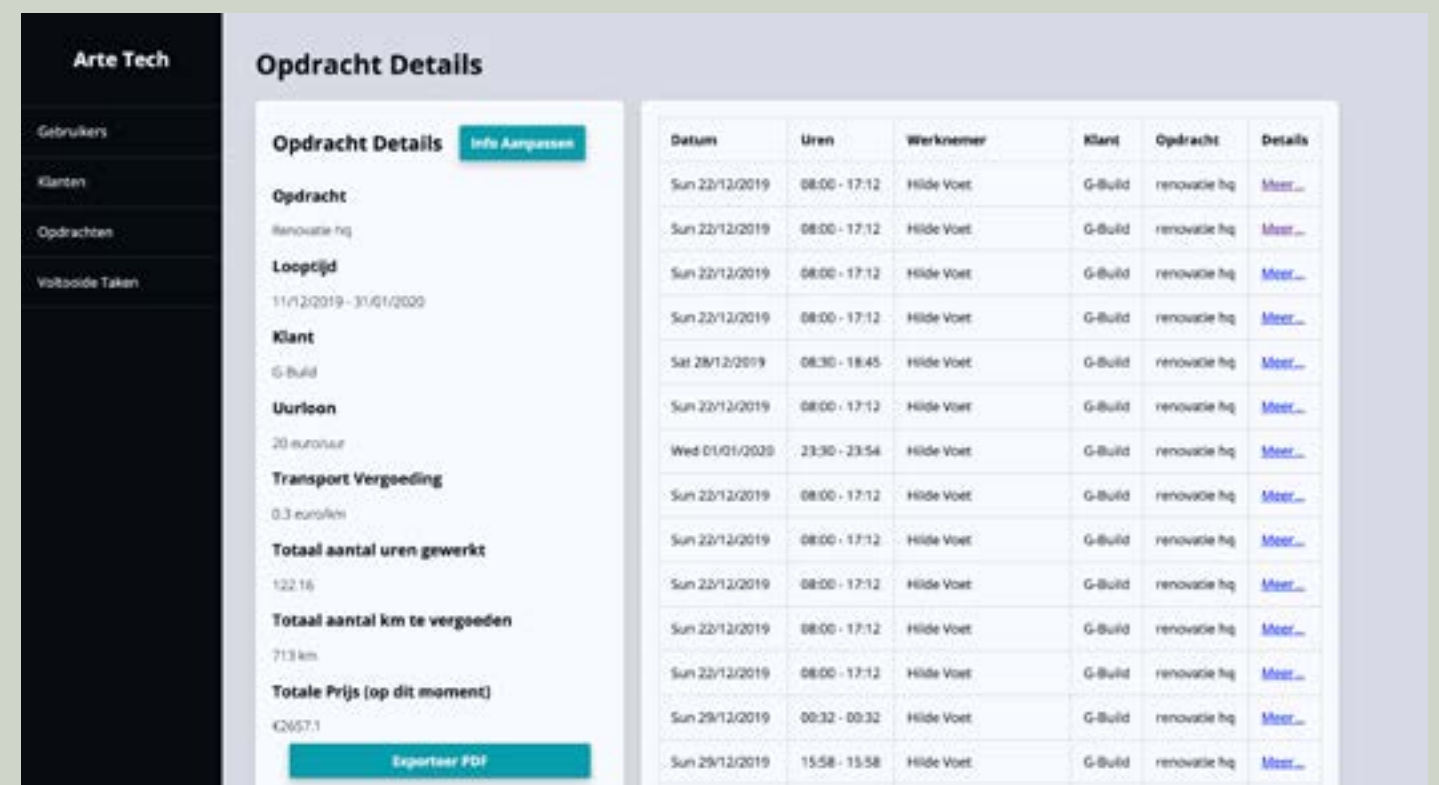 Arte Tech
Gebruikers
Klanten
Opdrachten
Voltooide Taken
Opdracht Details
Opdracht Details Info Aanpassen
Opdracht
Renovatie hq
Looptijd
11/12/2019 - 31/01/2020
Klant
G-Build
Uurloon
20 euro/uur
Transport Vergoeding
0.3 euro/km
Totaal aantal uren gewerkt
122.16
Totaal aantal km te vergoeden
713 km
Totale Prijs (op dit moment)
€2657.1
Exporteer PDF
Datum Uren Werknemer Klant Opdracht Details
Sun 22/12/2019 08:00 - 17:12 Hilde Voet G-Build renovatie hq Meer...
Sun 22/12/2019 08:00 - 17:12 Hilde Voet G-Build renovatie hq Meer...
Sun 22/12/2019 08:00 - 17:12 Hilde Voet G-Build renovatie hq Meer...
Sun 22/12/2019 08:00 - 17:12 Hilde Voet G-Build renovatie hq Meer...
Sat 28/12/2019 08:30 - 18:45 Hilde Voet G-Build renovatie hq Meer...
Sun 22/12/2019 08:00 - 17:12 Hilde Voet G-Build renovatie hq Meer...
Wed 01/01/2020 23:30 - 23:54 Hilde Voet G-Build renovatie hq Meer...
Sun 22/12/2019 08:00 - 17:12 Hilde Voet G-Build renovatie hq Meer...
Sun 22/12/2019 08:00 - 17:12 Hilde Voet G-Build renovatie hq Meer...
Sun 22/12/2019 08:00 - 17:12 Hilde Voet G-Build renovatie hq Meer...
Sun 22/12/2019 08:00 - 17:12 Hilde Voet G-Build renovatie hq Meer...
Sun 22/12/2019 08:00 - 17:12 Hilde Voet G-Build renovatie hq Meer...
Sun 29/12/2019 00:32 - 00:32 Hilde Voet G-Build renovatie hq Meer...
Sun 29/12/2019 15:58 - 15:58 Hilde Voet G-Build renovatie hq Meer...